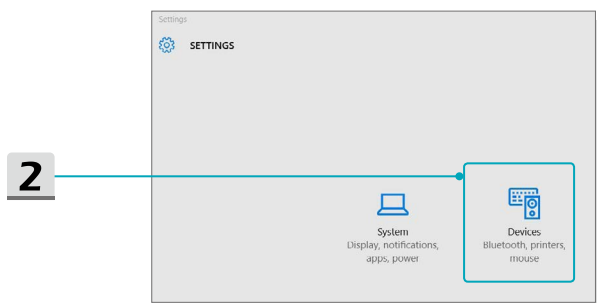 Settings
SETTINGS
2
System
Display, notifications,
apps, power
Devices
Bluetooth, printers,
mouse